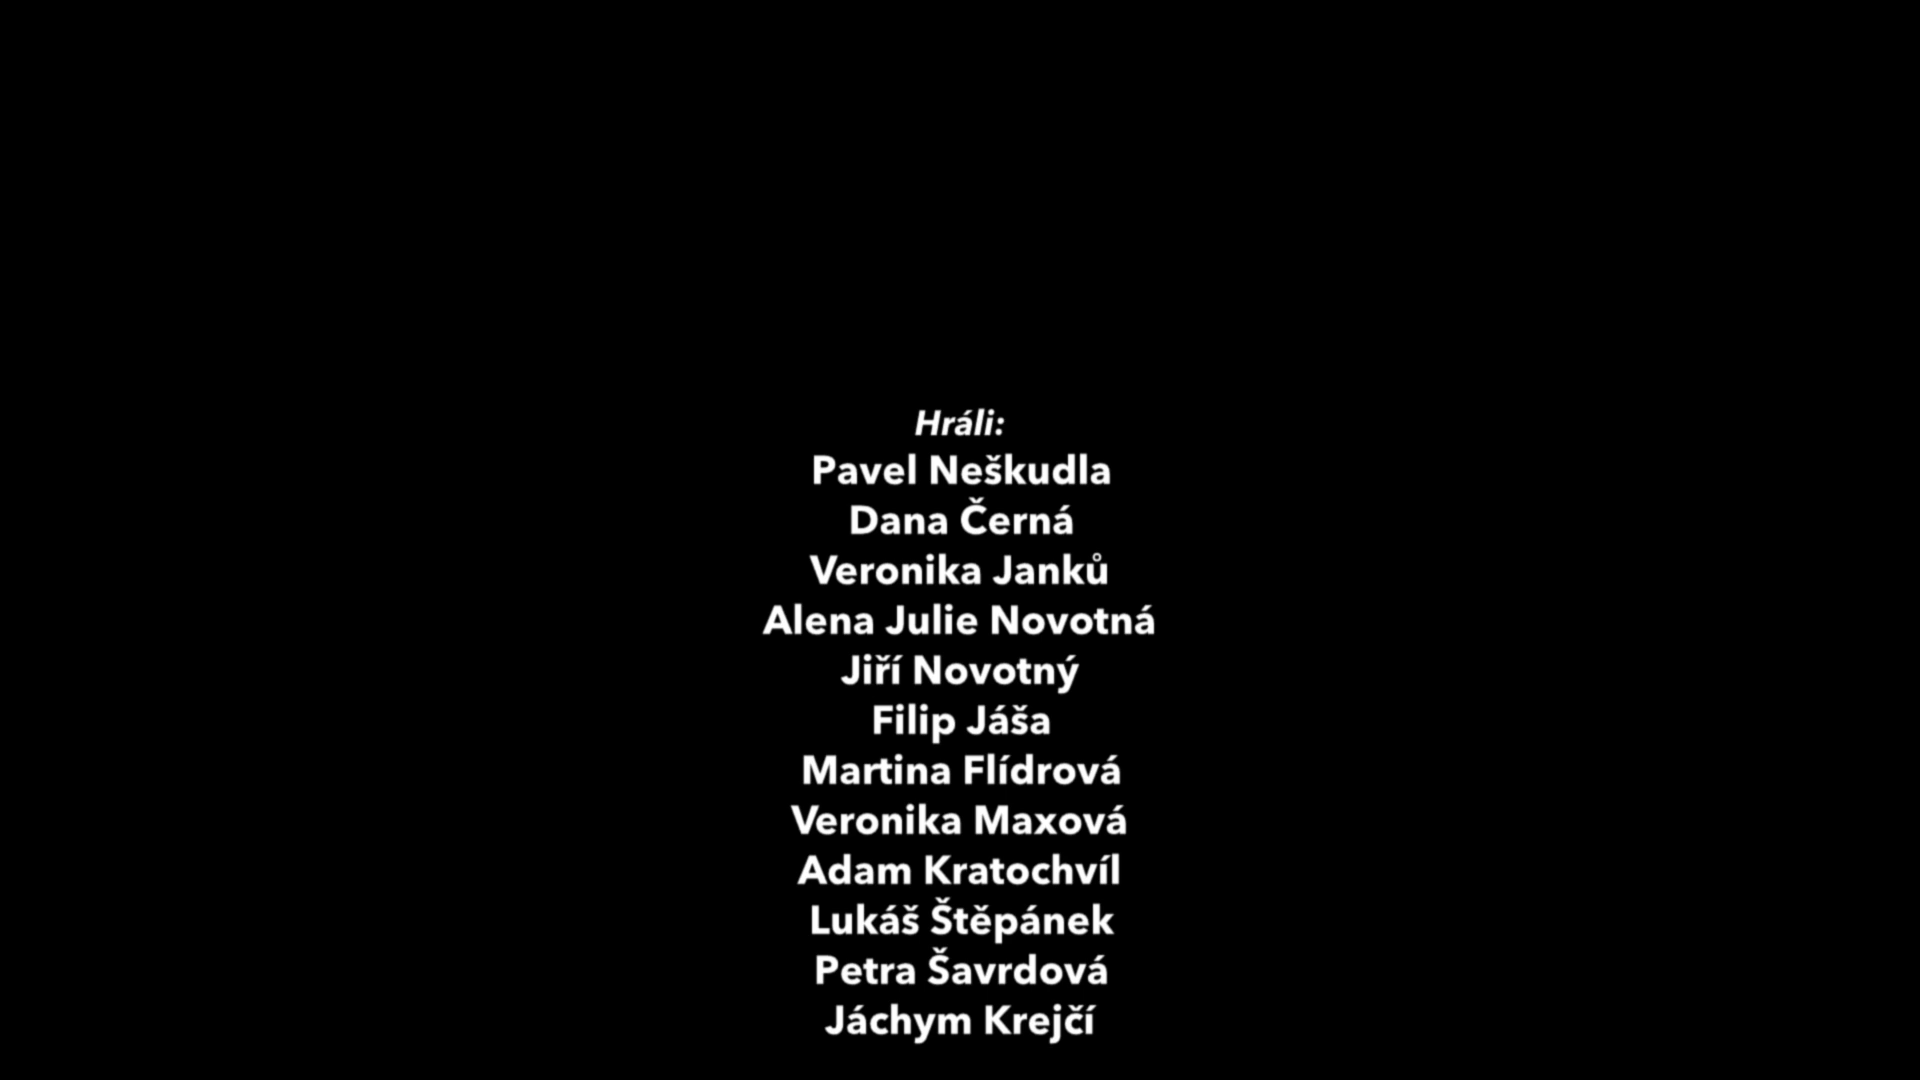 Hráli:
Pavel Neškudla
Dana Černá
Veronika Janků
Alena Julie Novotná
Jiří Novotný
Filip Jáša
Martina Flídrová
Veronika Maxová
Adam Kratochvíl
Lukáš Štěpánek
Petra Šavrdová
Jáchym Krejčí